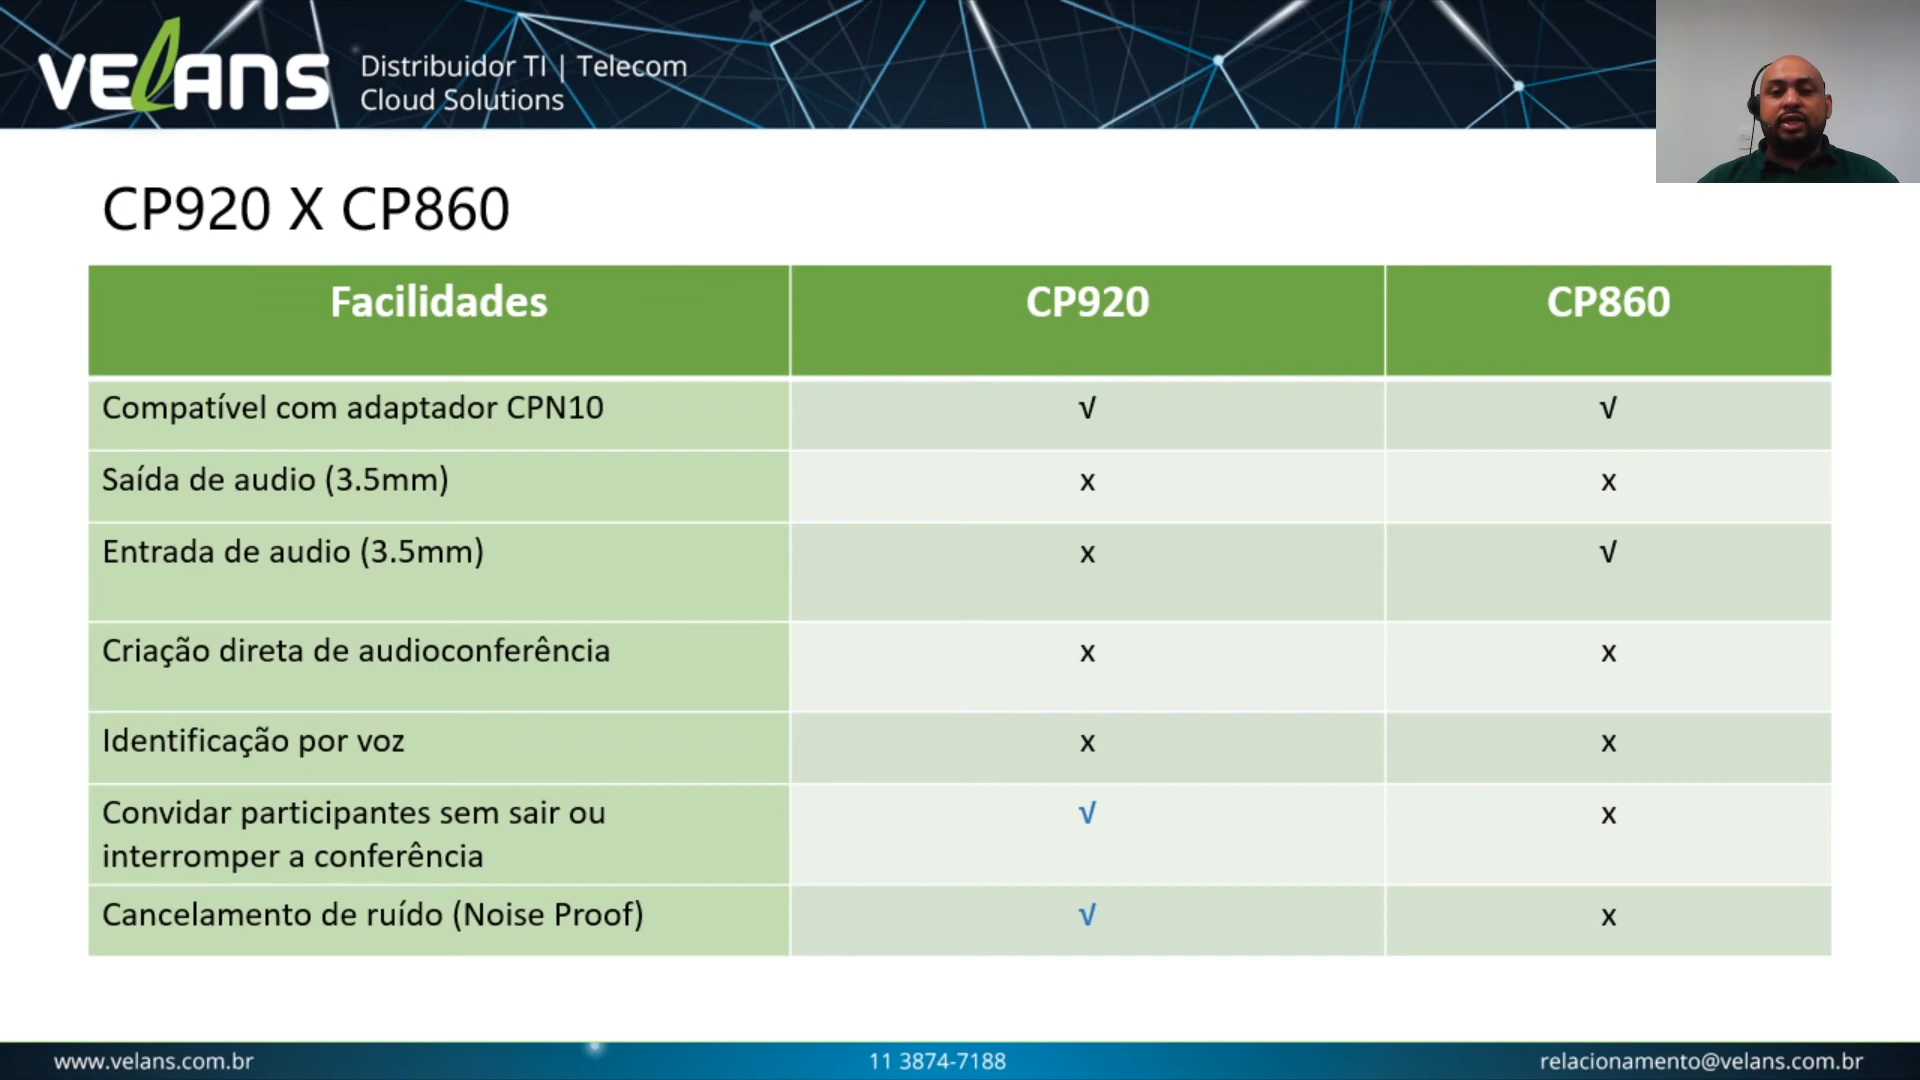 VELANS
Distribuidor TI | Telecom
Cloud Solutions
CP920 X CP860
Facilidades CP920 CP860
Compatível com adaptador CPN10 √ √
Saída de audio (3.5mm) x x
Entrada de audio (3.5mm) x √
Criação direta de audioconferência x x
Identificação por voz x x
Convidar participantes sem sair ou √ x
interromper a conferência
Cancelamento de ruído (Noise Proof) √ x
www.velans.com.br 11 3874-7188 relacionamento@velans.com.br